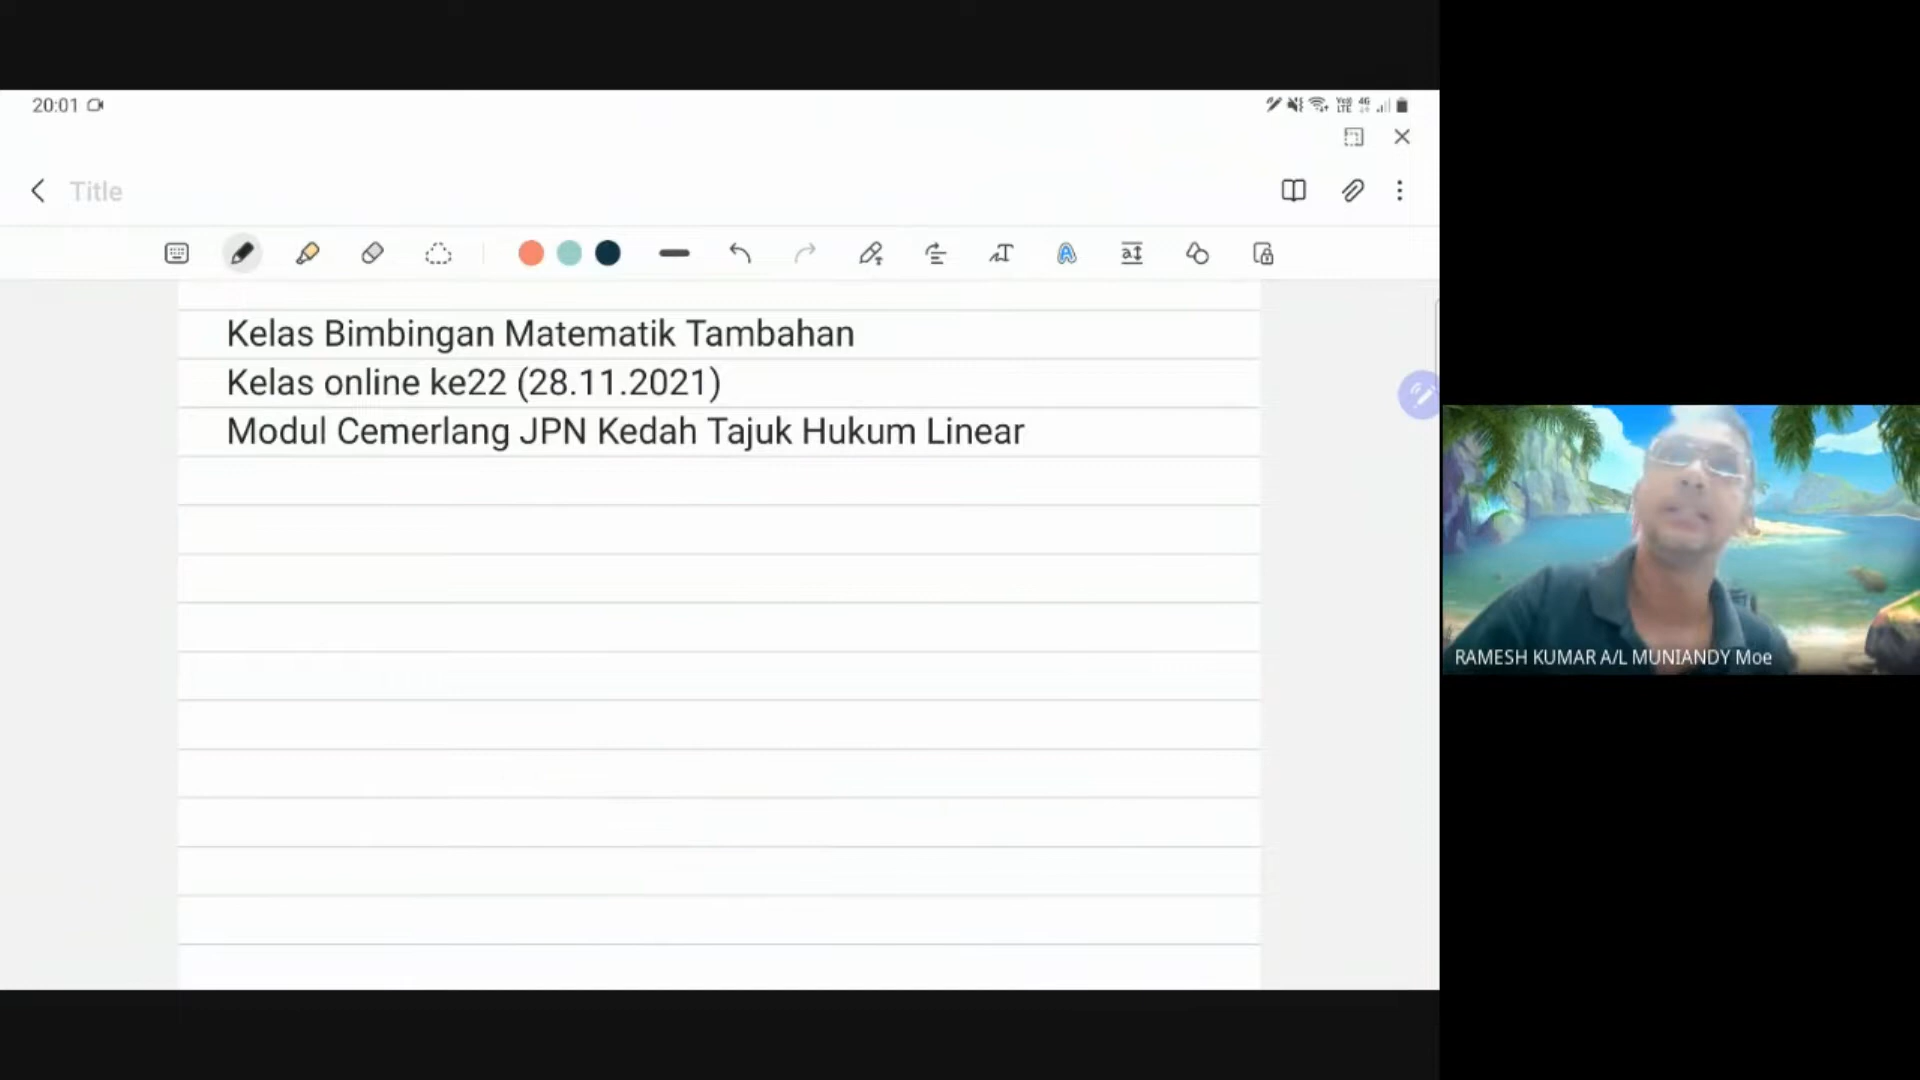 20:01
Title
Kelas Bimbingan Matematik Tambahan
Kelas online ke22 (28.11.2021)
Modul Cemerlang JPN Kedah Tajuk Hukum Linear
RAMESH KUMAR A/L MUNIANDY Moe